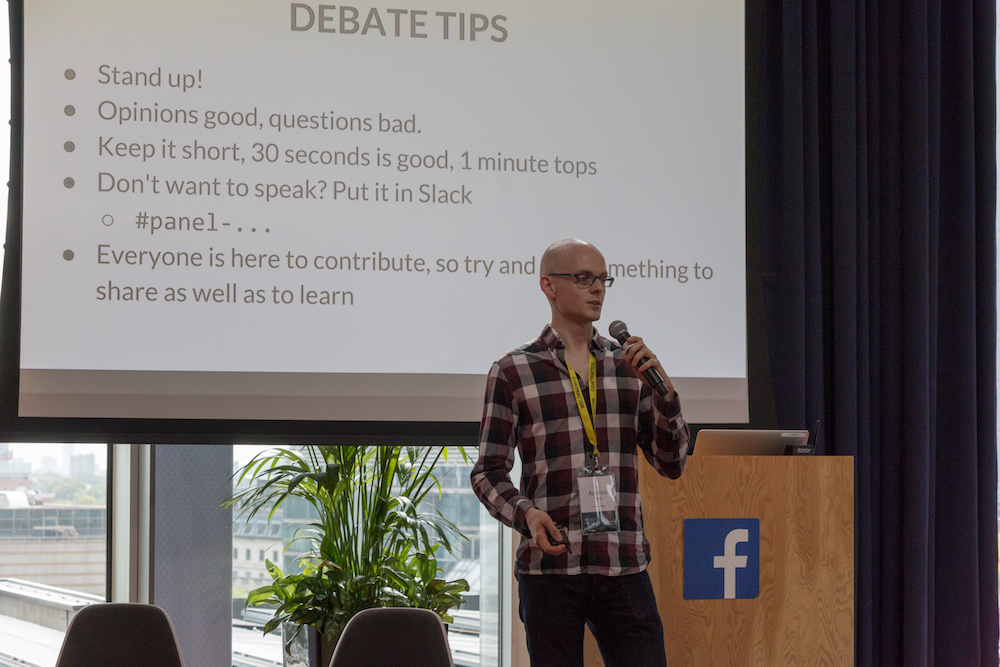 DEBATE TIPS
Stand up!
Opinions good, questions bad.
Keep it short, 30 seconds is good, 1 minute tops
Don't want to speak? Put it in Slack
#panel-...
Everyone is here to contribute, so try and mething to
share as well as to learn
f